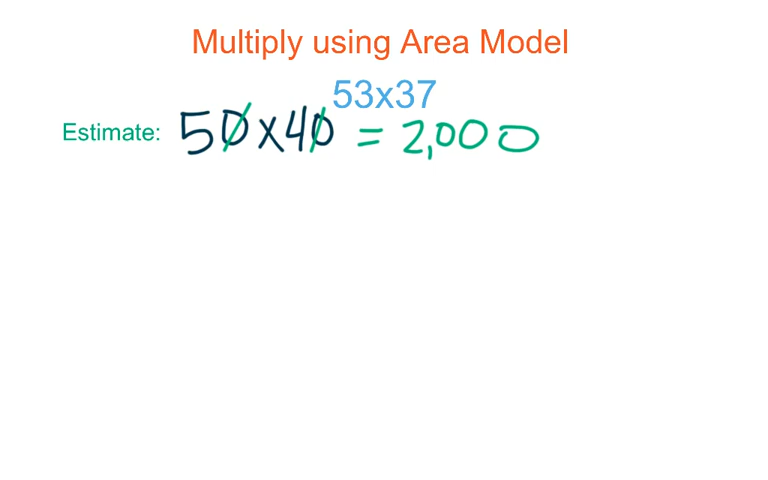 Multiply using Area Model
53x37
Estimate: 50x40 = 2,000